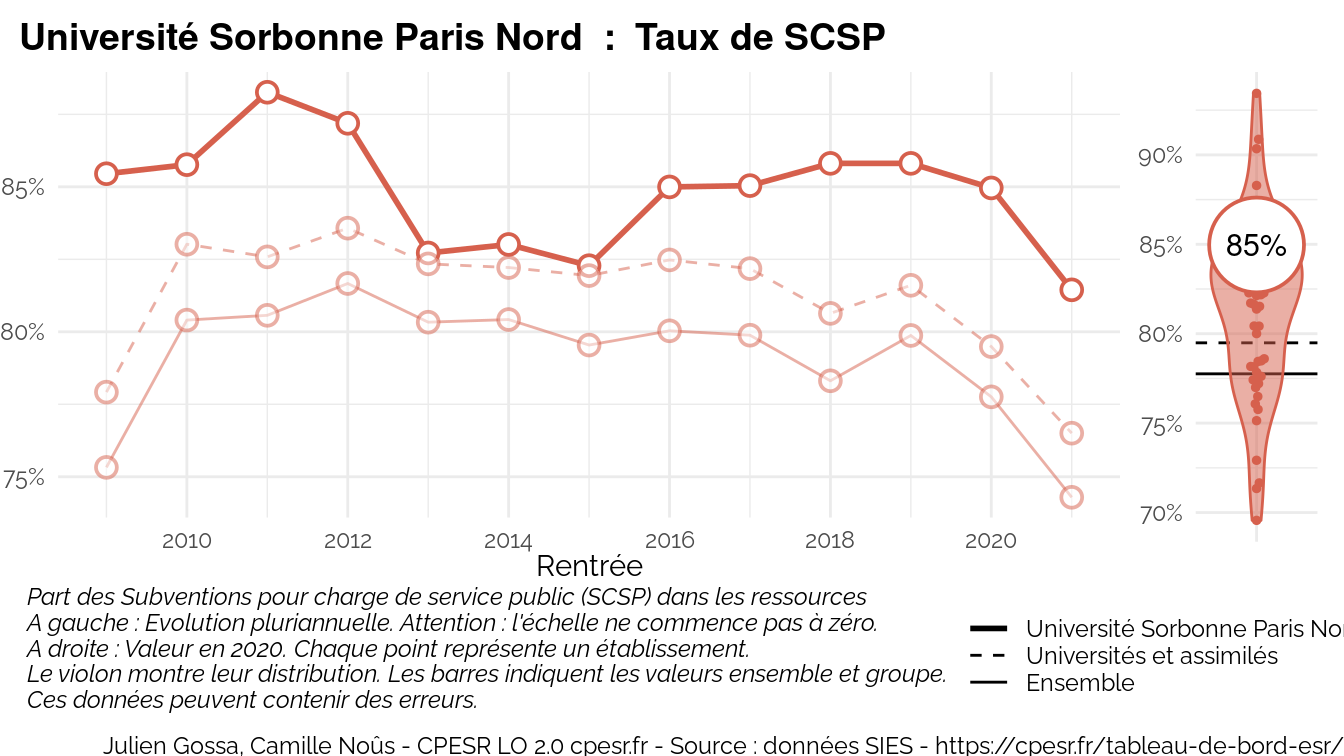 Université Sorbonne Paris Nord : Taux de SCSP
85%
80%
75%
2010 2012 2014 2016 2018 2020
Rentrée
90%
85%
80%
75%
70%
85%
Part des Subventions pour charge de service public (SCSP) dans les ressources
A gauche : Evolution pluriannuelle. Attention : l'échelle ne commence pas à zéro.
A droite : Valeur en 2020. Chaque point représente un établissement.
Le violon montre leur distribution. Les barres indiquent les valeurs ensemble et groupe.
Ces données peuvent contenir des erreurs.
Université Sorbonne Paris No
Universités et assimilés
Ensemble
Julien Gossa, Camille Noûs - CPESR LO 2.0 cpesr.fr - Source : données SIES - https://cpesr.fr/tableau-de-bord-esr/